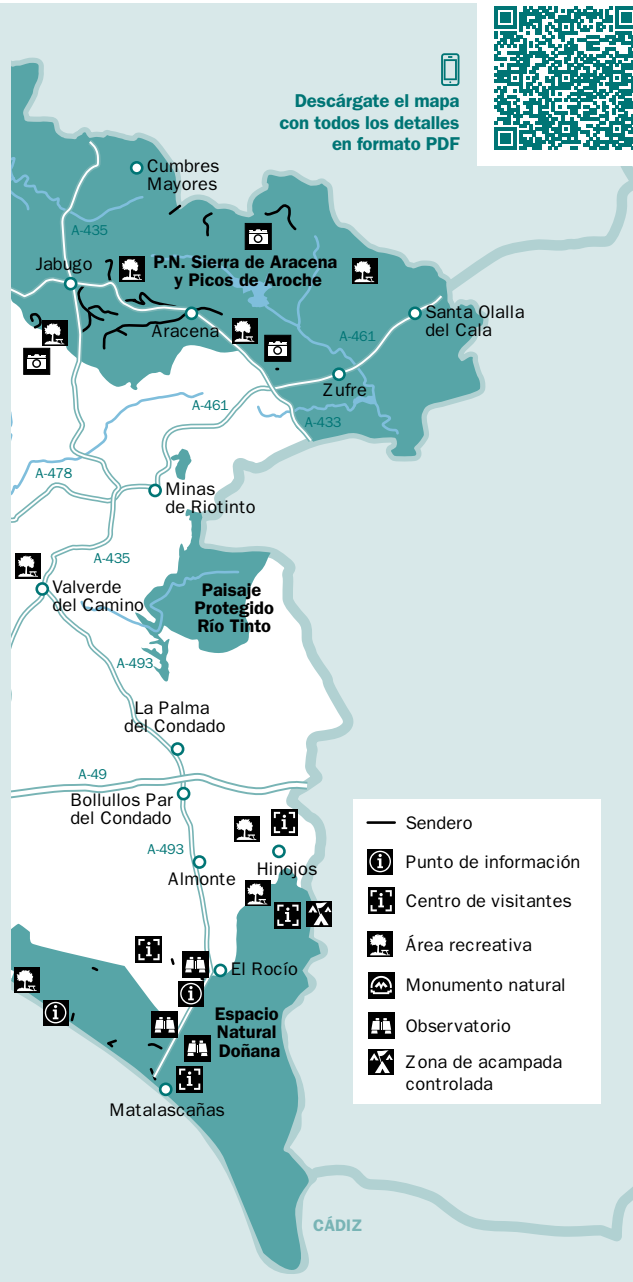 Descárgate el mapa
con todos los detalles
en formato PDF
Cumbres
Mayores
A-435
Jabugo
P.N. Sierra de Aracena
y Picos de Aroche
Aracena
Santa Olalla
del Cala
A-461
Zufre
A-461
A-433
A-478
Minas
de Riotinto
A-435
Valverde
del Camino
Paisaje
Protegido
Río Tinto
A-493
La Palma
del Condado
A-49
Bollullos Par
del Condado
A-493
Almonte
Hinojos
El Rocío
Espacio
Natural
Doñana
Matalascañas
CÁDIZ
Sendero
Punto de información
Centro de visitantes
Área recreativa
Monumento natural
Observatorio
Zona de acampada
controlada